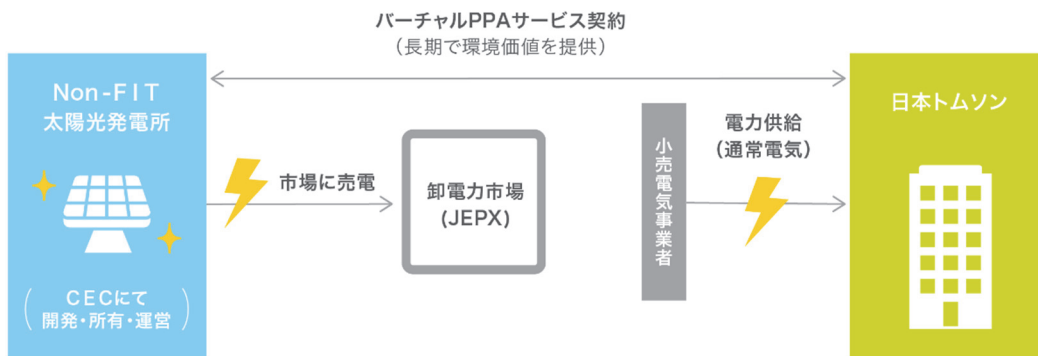 バーチャルPPAサービス契約
（長期で環境価値を提供）
Non-FIT
太陽光発電所
CECにて
開発・所有・運営
市場に売電
卸電力市場
(JEPX)
小売電気事業者
電力供給
(通常電気)
日本トムソン